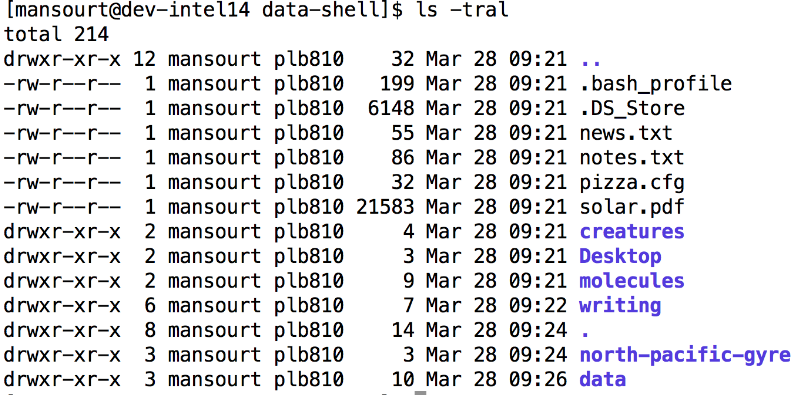 [mansourt@dev-intel14 data-shell]$ ls -tral
total 214
drwxr-xr-x 12 mansourt plb810    32 Mar 28 09:21 ..
-rw-r--r--  1 mansourt plb810   199 Mar 28 09:21 .bash_profile
-rw-r--r--  1 mansourt plb810  6148 Mar 28 09:21 .DS_Store
-rw-r--r--  1 mansourt plb810    55 Mar 28 09:21 news.txt
-rw-r--r--  1 mansourt plb810    86 Mar 28 09:21 notes.txt
-rw-r--r--  1 mansourt plb810    32 Mar 28 09:21 pizza.cfg
-rw-r--r--  1 mansourt plb810 21583 Mar 28 09:21 solar.pdf
drwxr-xr-x  2 mansourt plb810     4 Mar 28 09:21 creatures
drwxr-xr-x  2 mansourt plb810     3 Mar 28 09:21 Desktop
drwxr-xr-x  2 mansourt plb810     9 Mar 28 09:21 molecules
drwxr-xr-x  6 mansourt plb810     7 Mar 28 09:22 writing
drwxr-xr-x  8 mansourt plb810    14 Mar 28 09:24 .
drwxr-xr-x  3 mansourt plb810     3 Mar 28 09:24 north-pacific-gyre
drwxr-xr-x  3 mansourt plb810    10 Mar 28 09:26 data